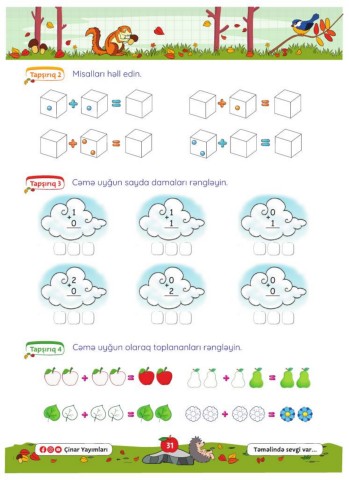 Tapşırıq 2 Misalları həll edin.
+ = + =
+ = + =
Tapşırıq 3 Cəmə uyğun sayda damaları rəngləyin.
1 1 0
+ + +
0 1 1
2 0 0
+ + +
0 2 0
Tapşırıq 4 Cəmə uyğun olaraq toplananları rəngləyin.
+ = + =
+ = + =
Çinar Yayımları 31 Təməlində sevgi var...